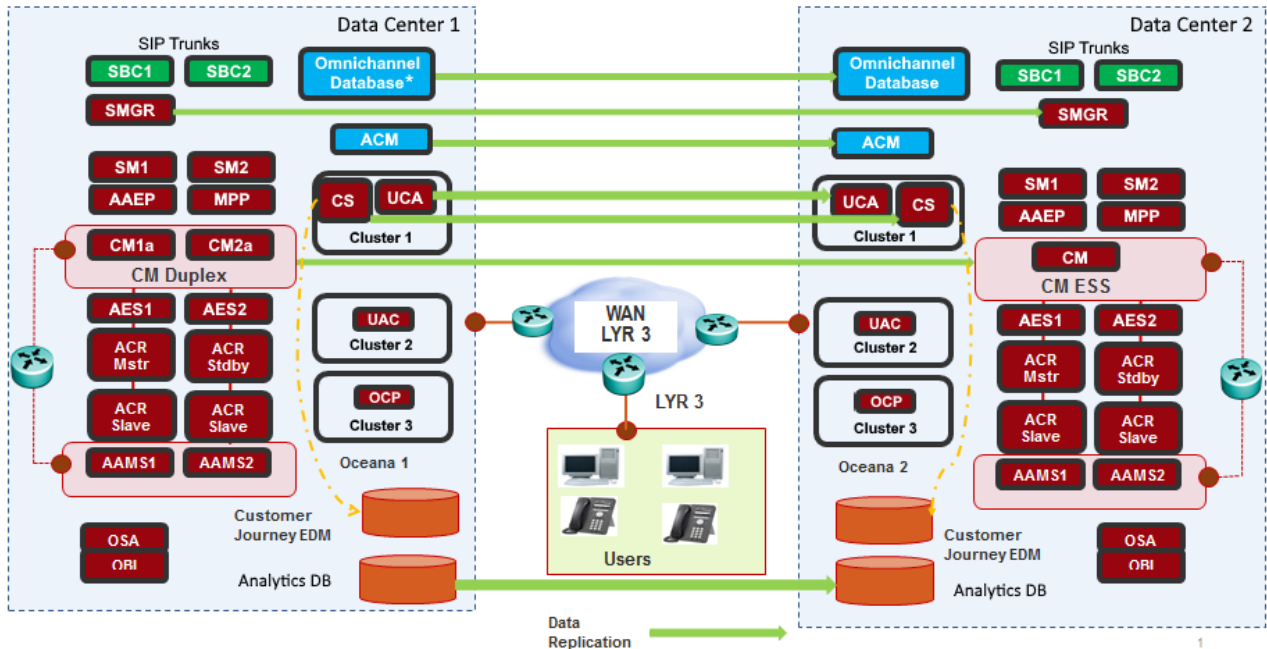 Data Center 1
SIP Trunks
SBC1
SBC2
Omnichannel
Database*
SMGR
ACM
SM1
SM2
AAEP
MPP
CS
UCA
Cluster 1
CM1a
CM2a
CM Duplex
AES1
AES2
UAC
Cluster 2
ACR
Mstr
ACR
Stdby
OCP
Cluster 3
ACR
Slave
ACR
Slave
AAMS1
AAMS2
Oceana 1
Customer
Journey EDM
OSA
OBI
Analytics DB
WAN
LYR 3
LYR 3
Users
Data
Replication
Data Center 2
Omnichannel
Database
SIP Trunks
SBC1
SBC2
SMGR
ACM
SM1
SM2
AAEP
MPP
UCA
CS
Cluster 1
CM
CM ESS
UAC
Cluster 2
AES1
AES2
ACR
Mstr
ACR
Stdby
OCP
Cluster 3
ACR
Slave
ACR
Slave
Oceana 2
AAMS1
AAMS2
Customer
Journey EDM
OSA
OBI
Analytics DB
1